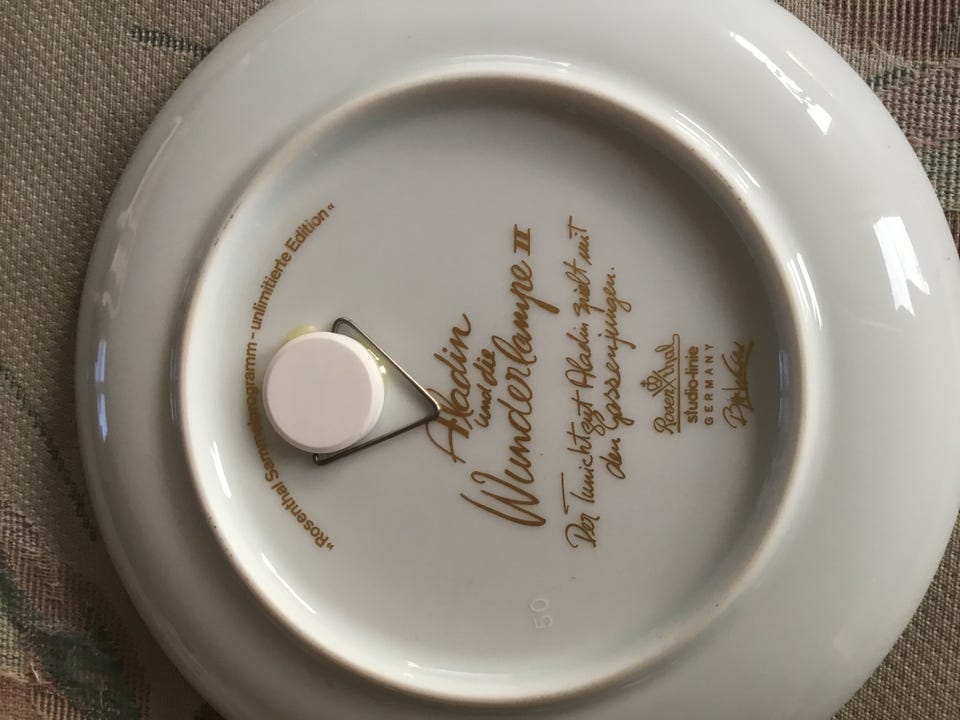 »Rosenthal Sammelprogramm – unlimitierte Edition«
Aladin
und die
Wunderlampe II
Der Tunichtgut Aladin spielt mit
den Gassenjungen.
Rosenthal
studio-linie
GERMANY
50